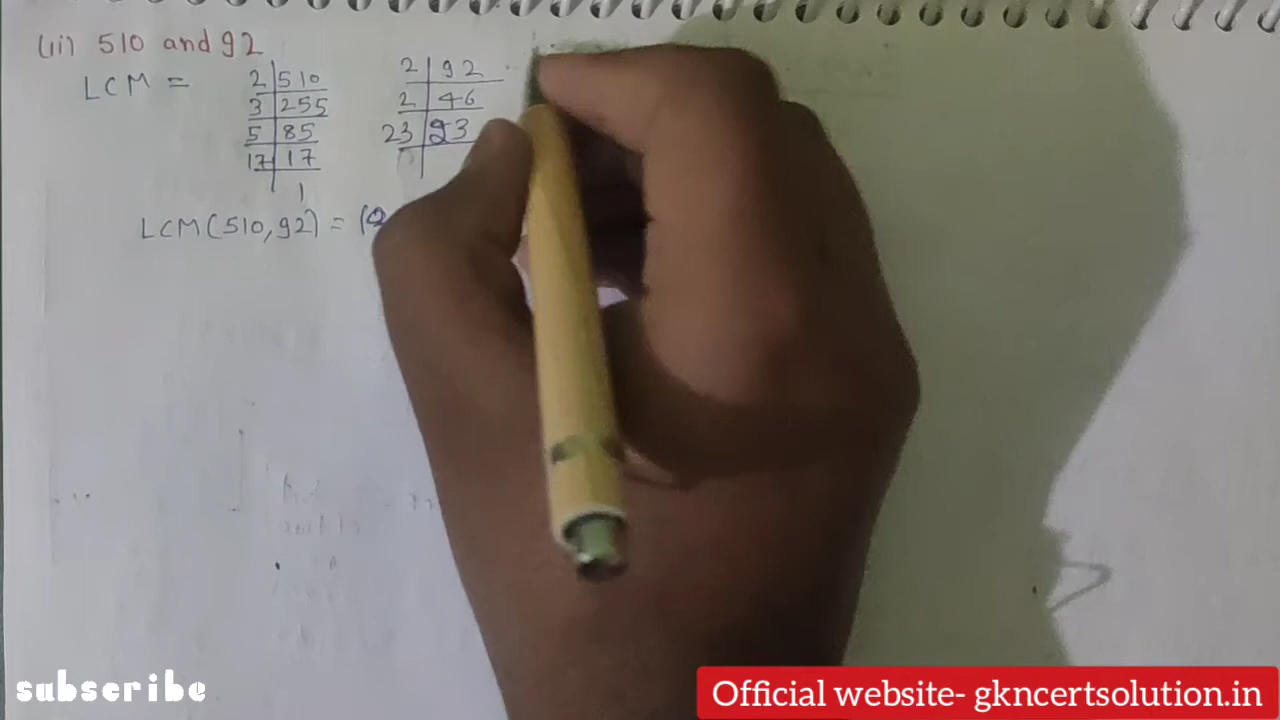 (ii) 510 and 92
LCM =
2 | 510
3 | 255
5 | 85
17 | 17
1
2 | 92
2 | 46
23 | 23
LCM (510, 92) = (2
subscribe
Official website- gkncertsolution.in